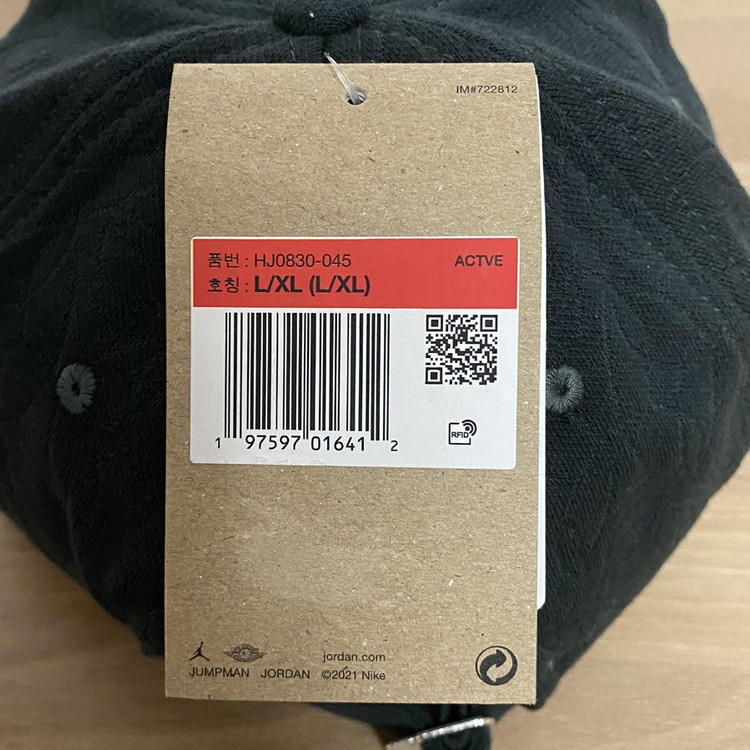 IM#722812
품번 : HJ0830-045 ACTVE
호칭 : L/XL (L/XL)
1 97597 01641 2
RFID
jordan.com
JUMPMAN JORDAN ©2021 Nike